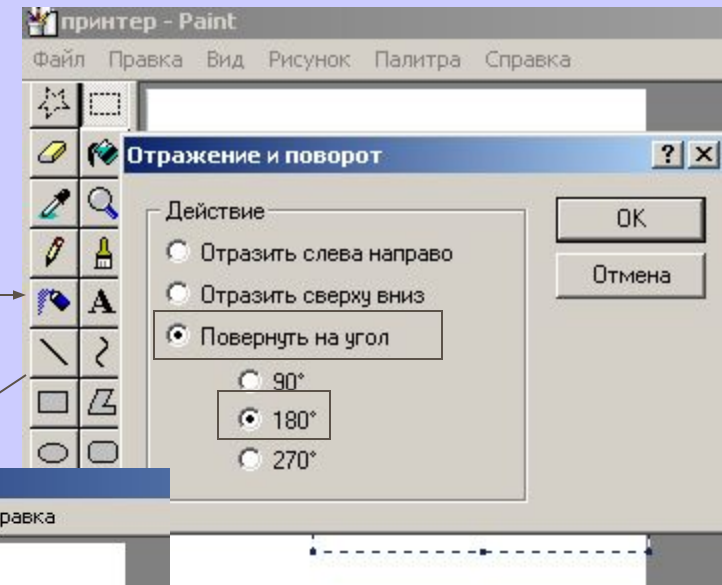 принтер - Paint
Файл Правка Вид Рисунок Палитра Справка
Отражение и поворот
Действие
Отразить слева направо
Отразить сверху вниз
Повернуть на угол
90°
180°
270°
OK
Отмена
равка